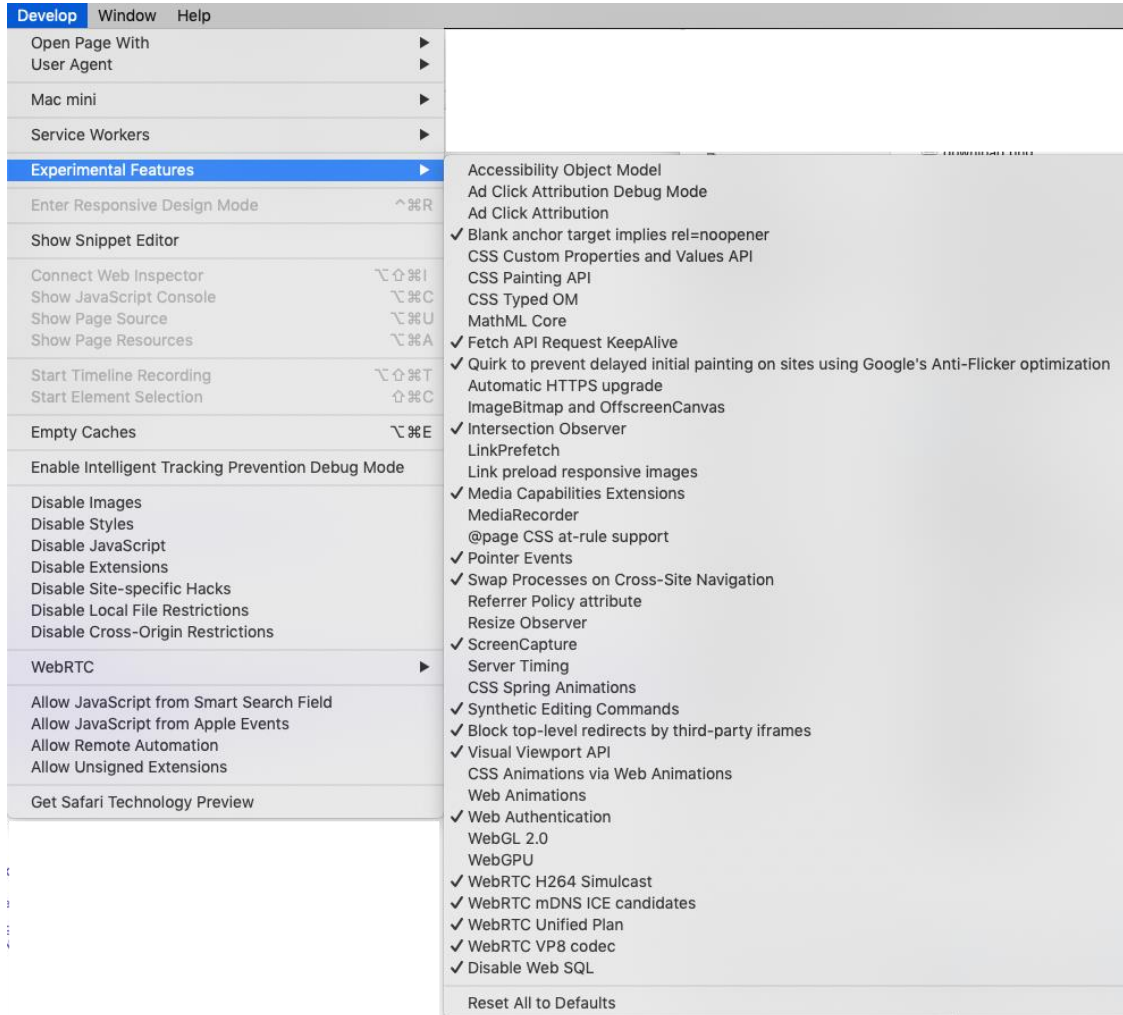 Develop Window Help
Open Page With
User Agent
Mac mini
Service Workers
Experimental Features
Enter Responsive Design Mode ^⌘R
Show Snippet Editor
Connect Web Inspector ⌥⇧⌘I
Show JavaScript Console ⌥⌘C
Show Page Source ⌥⌘U
Show Page Resources ⌥⌘A
Start Timeline Recording ⌥⇧⌘T
Start Element Selection ⇧⌘C
Empty Caches ⌥⌘E
Enable Intelligent Tracking Prevention Debug Mode
Disable Images
Disable Styles
Disable JavaScript
Disable Extensions
Disable Site-specific Hacks
Disable Local File Restrictions
Disable Cross-Origin Restrictions
WebRTC
Allow JavaScript from Smart Search Field
Allow JavaScript from Apple Events
Allow Remote Automation
Allow Unsigned Extensions
Get Safari Technology Preview
Accessibility Object Model
Ad Click Attribution Debug Mode
Ad Click Attribution
✓ Blank anchor target implies rel=noopener
CSS Custom Properties and Values API
CSS Painting API
CSS Typed OM
MathML Core
✓ Fetch API Request KeepAlive
✓ Quirk to prevent delayed initial painting on sites using Google's Anti-Flicker optimization
Automatic HTTPS upgrade
ImageBitmap and OffscreenCanvas
✓ Intersection Observer
LinkPrefetch
Link preload responsive images
✓ Media Capabilities Extensions
MediaRecorder
@page CSS at-rule support
✓ Pointer Events
✓ Swap Processes on Cross-Site Navigation
Referrer Policy attribute
Resize Observer
✓ ScreenCapture
Server Timing
CSS Spring Animations
✓ Synthetic Editing Commands
✓ Block top-level redirects by third-party iframes
✓ Visual Viewport API
CSS Animations via Web Animations
Web Animations
✓ Web Authentication
WebGL 2.0
WebGPU
✓ WebRTC H264 Simulcast
✓ WebRTC mDNS ICE candidates
✓ WebRTC Unified Plan
✓ WebRTC VP8 codec
✓ Disable Web SQL
Reset All to Defaults